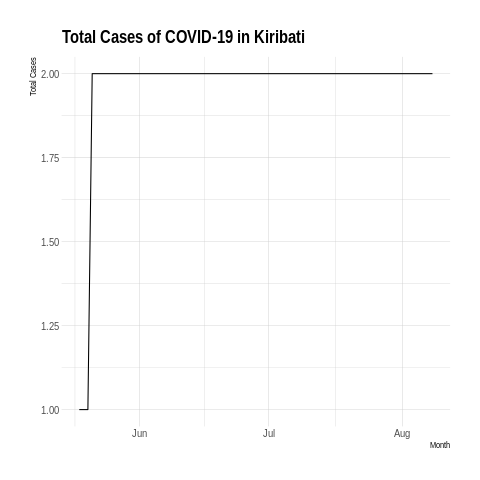 Total Cases of COVID-19 in Kiribati
Total Cases
2.00
1.75
1.50
1.25
1.00
Jun Jul Aug
Month